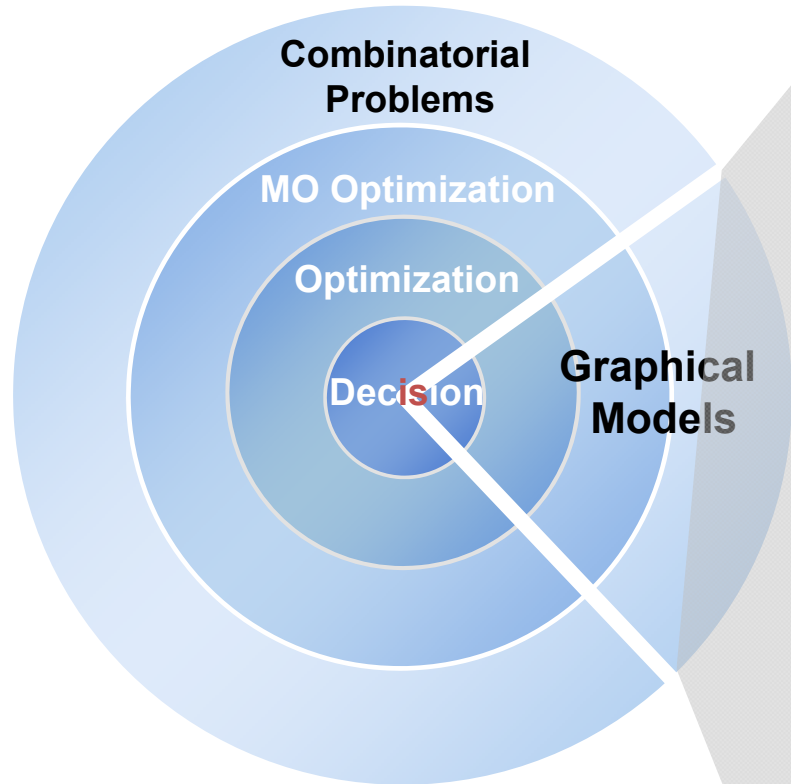 Combinatorial
Problems
MO Optimization
Optimization
Decision
Graphical
Models